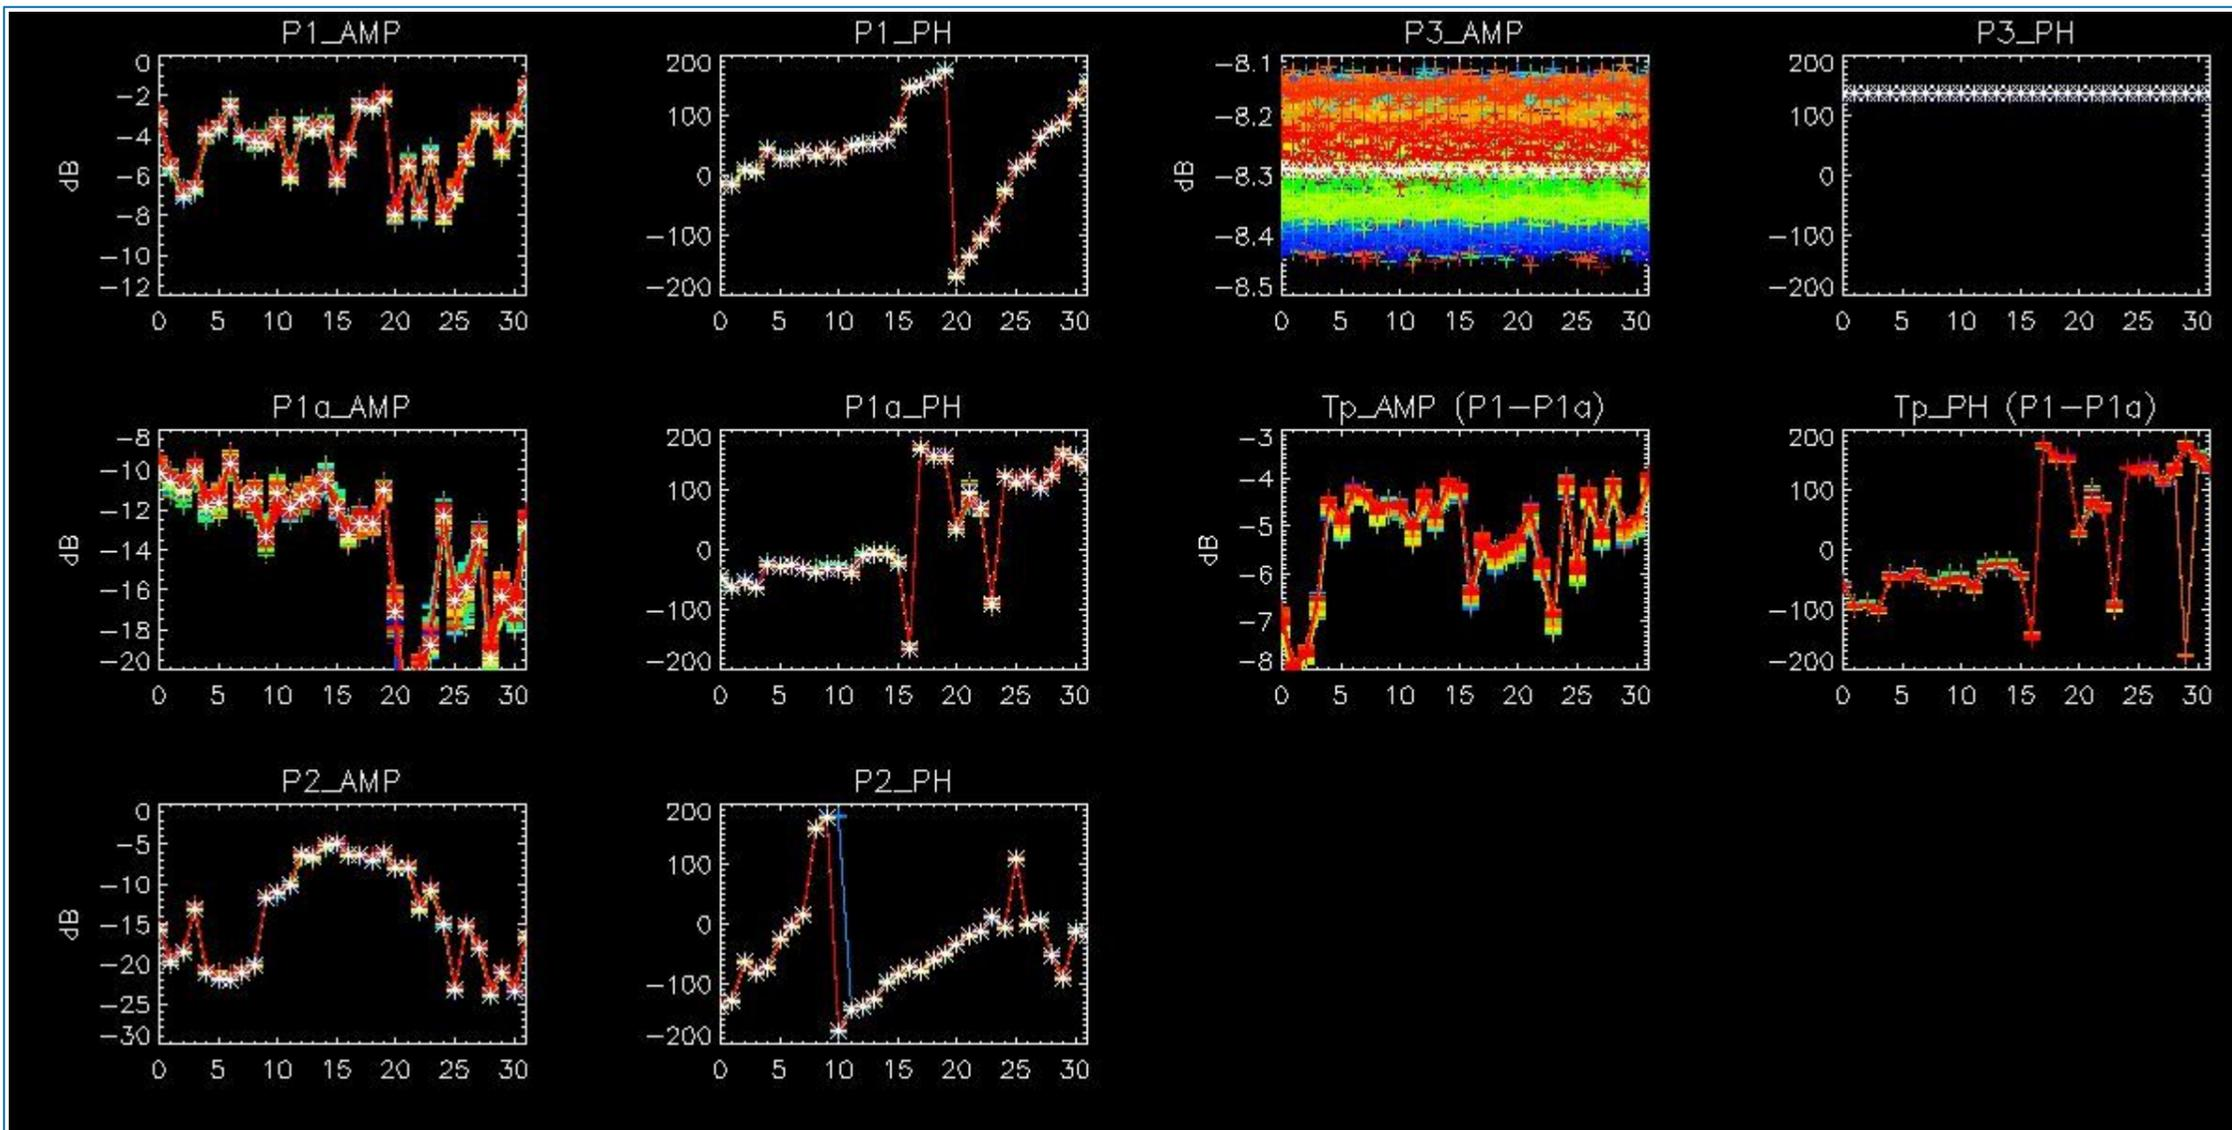 P1_AMP P1_PH P3_AMP P3_PH
0 200 -8.1 200
-2 100 -8.2 100
-4 0 -8.3 0
-6 -100 -8.4 -100
-8 -200 -8.5 -200
-10
-12
dB dB
0 5 10 15 20 25 30 0 5 10 15 20 25 30 0 5 10 15 20 25 30 0 5 10 15 20 25 30
P1a_AMP P1a_PH Tp_AMP (P1-P1a) Tp_PH (P1-P1a)
-8 200 -3 200
-10 100 -4 100
-12 0 -5 0
-14 -100 -6 -100
-16 -200 -7 -200
-18 -8
-20
dB dB
0 5 10 15 20 25 30 0 5 10 15 20 25 30 0 5 10 15 20 25 30 0 5 10 15 20 25 30
P2_AMP P2_PH
0 200
-5 100
-10 0
-15 -100
-20 -200
-25
-30
dB
0 5 10 15 20 25 30 0 5 10 15 20 25 30